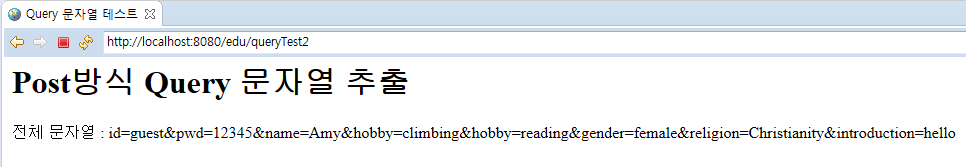 Query 문자열 테스트
http://localhost:8080/edu/queryTest2
Post방식 Query 문자열 추출
전체 문자열 : id=guest&pwd=12345&name=Amy&hobby=climbing&hobby=reading&gender=female&religion=Christianity&introduction=hello